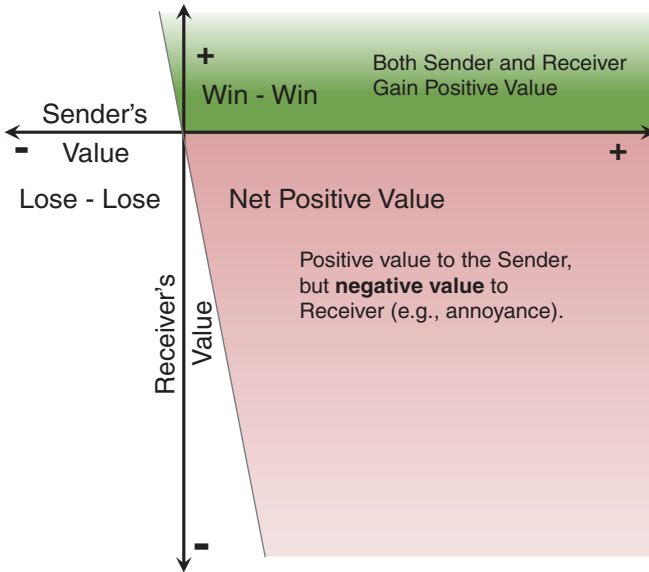 +
Both Sender and Receiver
Gain Positive Value
Win - Win
Sender's
- Value +
Lose - Lose
Net Positive Value
Positive value to the Sender,
but negative value to
Receiver (e.g., annoyance).
Receiver's
Value
-